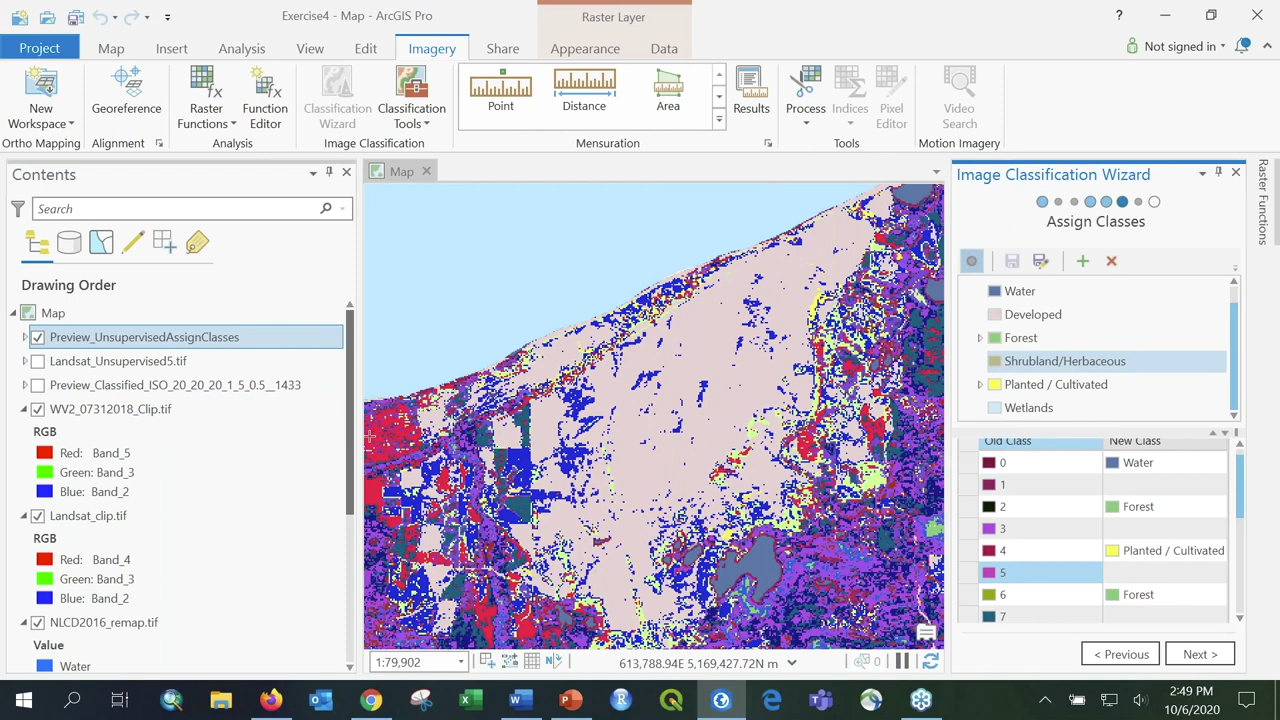 Exercise4 - Map - ArcGIS Pro
Raster Layer
?
Project
Map
Insert
Analysis
View
Edit
Imagery
Share
Appearance
Data
Not signed in
New
Workspace
Ortho Mapping
Georeference
Alignment
Raster
Functions
Function
Editor
Analysis
Classification
Wizard
Classification
Tools
Image Classification
Point
Distance
Area
Results
Mensuration
Process
Indices
Pixel
Editor
Tools
Video
Search
Motion Imagery
Contents
Search
Drawing Order
Map
Preview_UnsupervisedAssignClasses
Landsat_Unsupervised5.tif
Preview_Classified_ISO_20_20_20_1_5_0.5__1433
WV2_07312018_Clip.tif
RGB
Red: Band_5
Green: Band_3
Blue: Band_2
Landsat_clip.tif
RGB
Red: Band_4
Green: Band_3
Blue: Band_2
NLCD2016_remap.tif
Value
Water
Map
1:79,902
613,788.94E 5,169,427.72N m
0
Image Classification Wizard
Assign Classes
Water
Developed
Forest
Shrubland/Herbaceous
Planted / Cultivated
Wetlands
Old Class New Class
0 Water
1
2 Forest
3
4 Planted / Cultivated
5
6 Forest
7
< Previous
Next >
Raster Functions
2:49 PM
10/6/2020